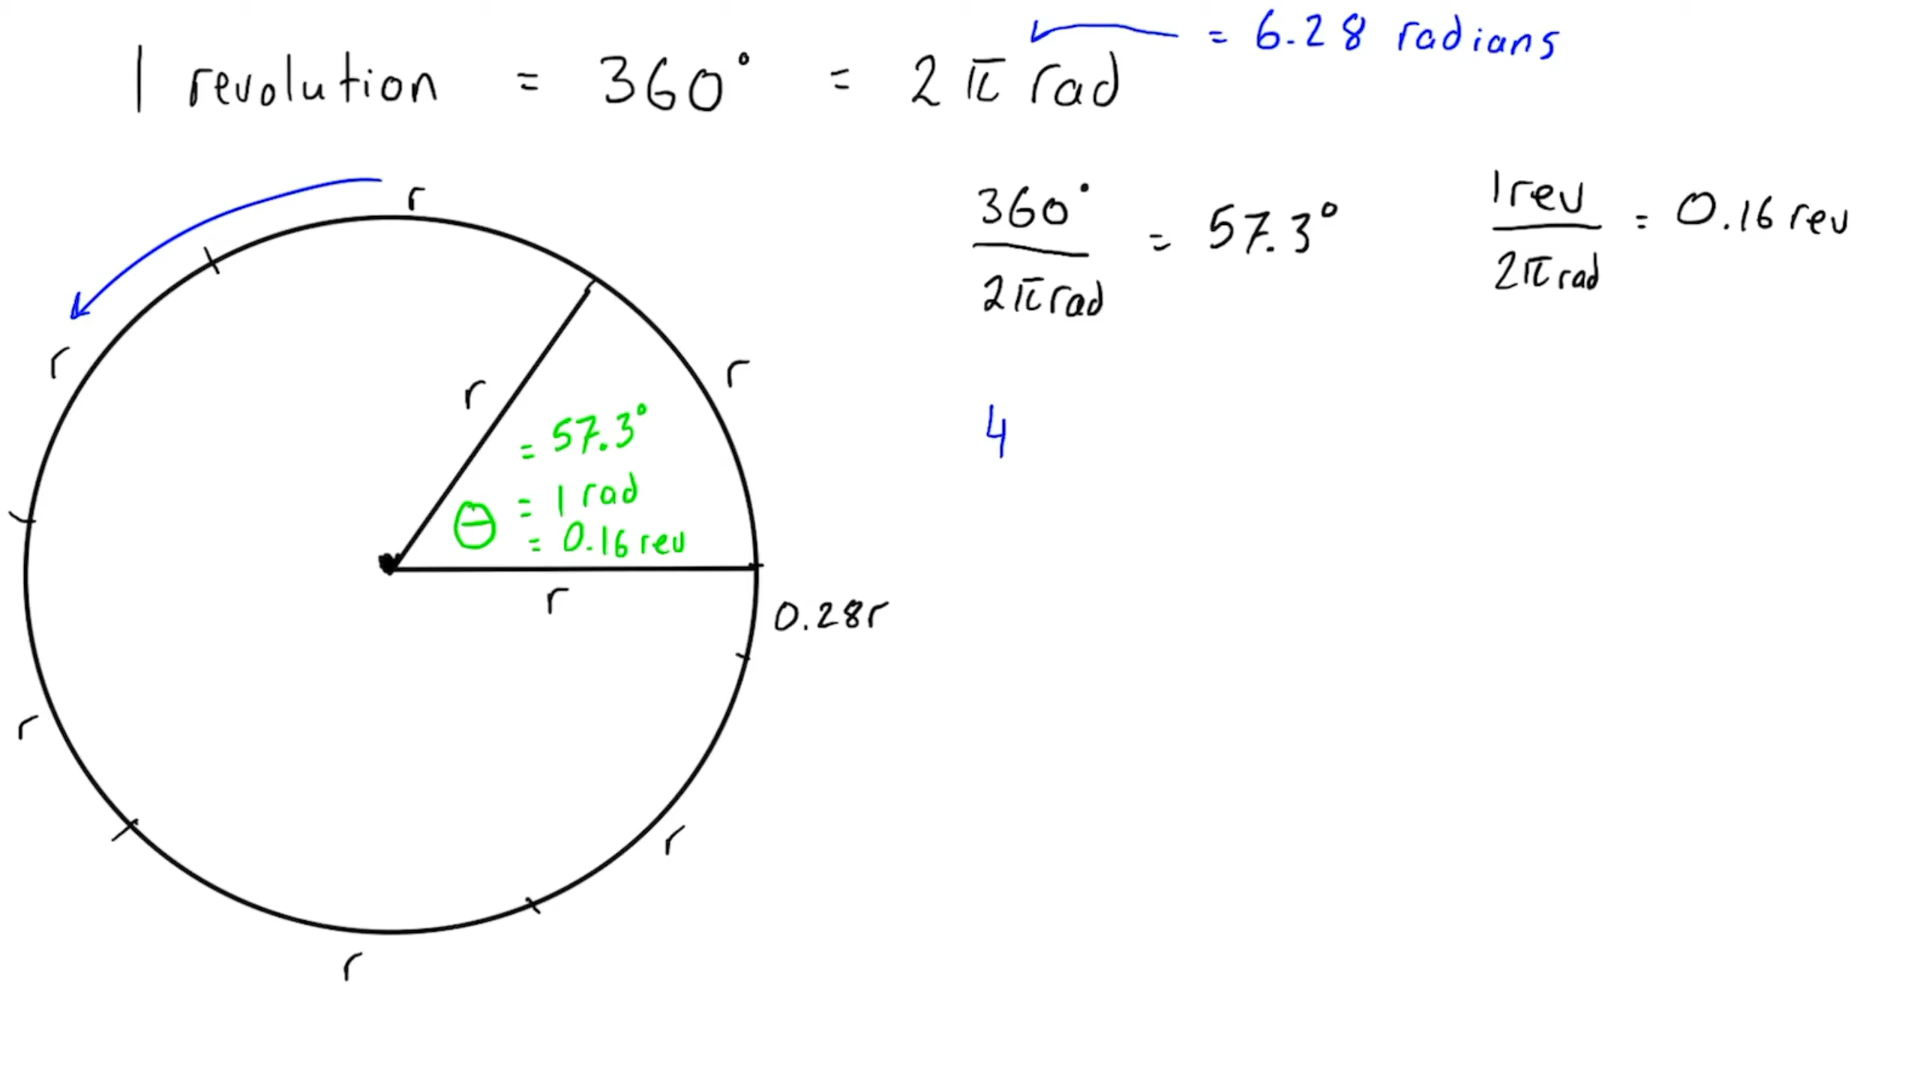 = 6.28 radians
1 revolution = 360° = 2π rad
360° / 2π rad = 57.3°
1 rev / 2π rad = 0.16 rev
r
r
r
r
= 57.3°
4
θ = 1 rad
= 0.16 rev
r
0.28r
r
r
r